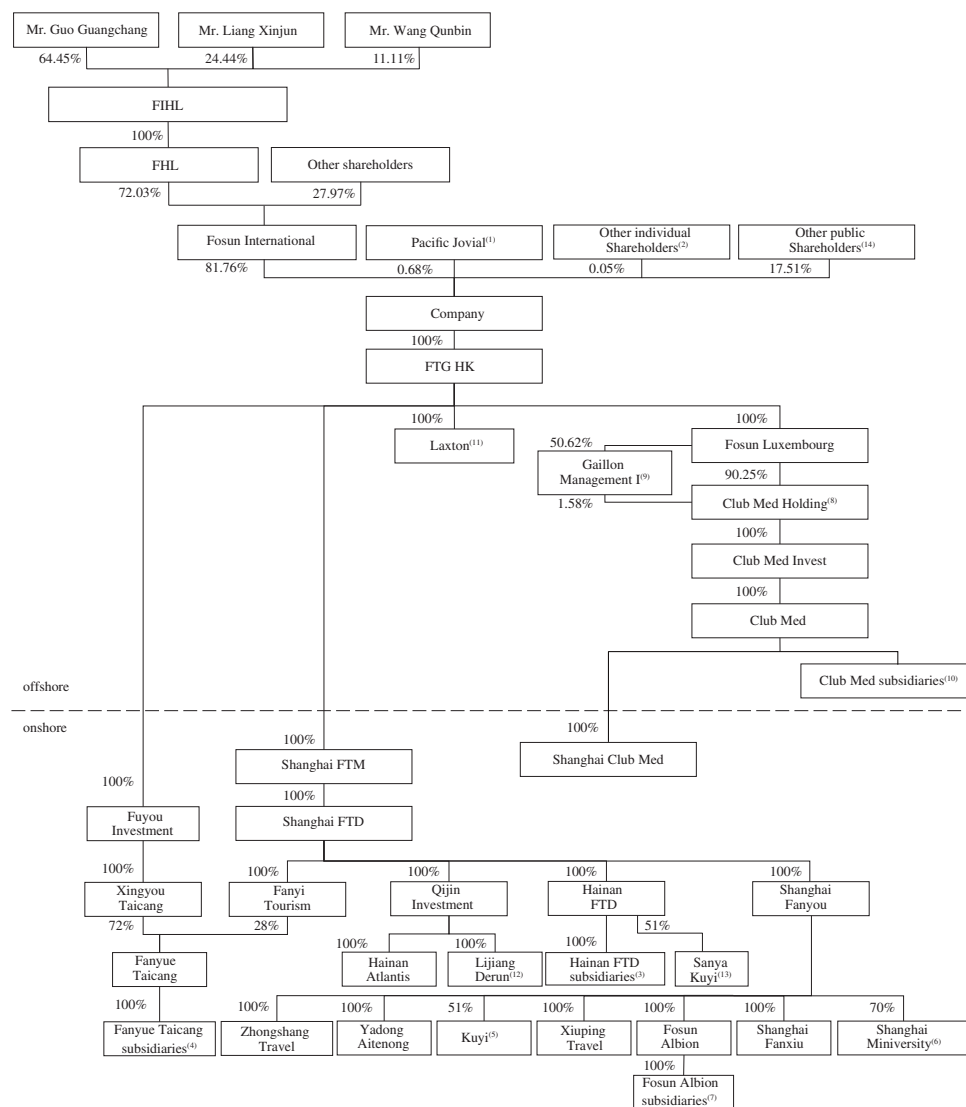 Mr. Guo Guangchang
Mr. Liang Xinjun
Mr. Wang Qunbin
64.45%
24.44%
11.11%
FIHL
100%
FHL
Other shareholders
72.03%
27.97%
Fosun International
Pacific Jovial(1)
Other individual
Shareholders(2)
Other public
Shareholders(14)
81.76%
0.68%
0.05%
17.51%
Company
100%
FTG HK
100%
100%
Laxton(11)
Fosun Luxembourg
50.62%
Gaillon
Management I(9)
90.25%
1.58%
Club Med Holding(8)
100%
Club Med Invest
100%
Club Med
Club Med subsidiaries(10)
offshore
onshore
100%
Shanghai Club Med
100%
Shanghai FTM
100%
100%
Fuyou
Investment
Shanghai FTD
100%
100%
100%
100%
100%
Xingyou
Taicang
Fanyi
Tourism
Qijin
Investment
Hainan
FTD
Shanghai
Fanyou
72%
28%
51%
100%
100%
100%
Fanyue
Taicang
Hainan
Atlantis
Lijiang
Derun(12)
Hainan FTD
subsidiaries(3)
Sanya
Kuyi(13)
100%
100%
100%
51%
100%
100%
100%
70%
Fanyue Taicang
subsidiaries(4)
Zhongshang
Travel
Yadong
Aitenong
Kuyi(5)
Xiuping
Travel
Fosun
Albion
Shanghai
Fanxiu
Shanghai
Miniversity(6)
100%
Fosun Albion
subsidiaries(7)